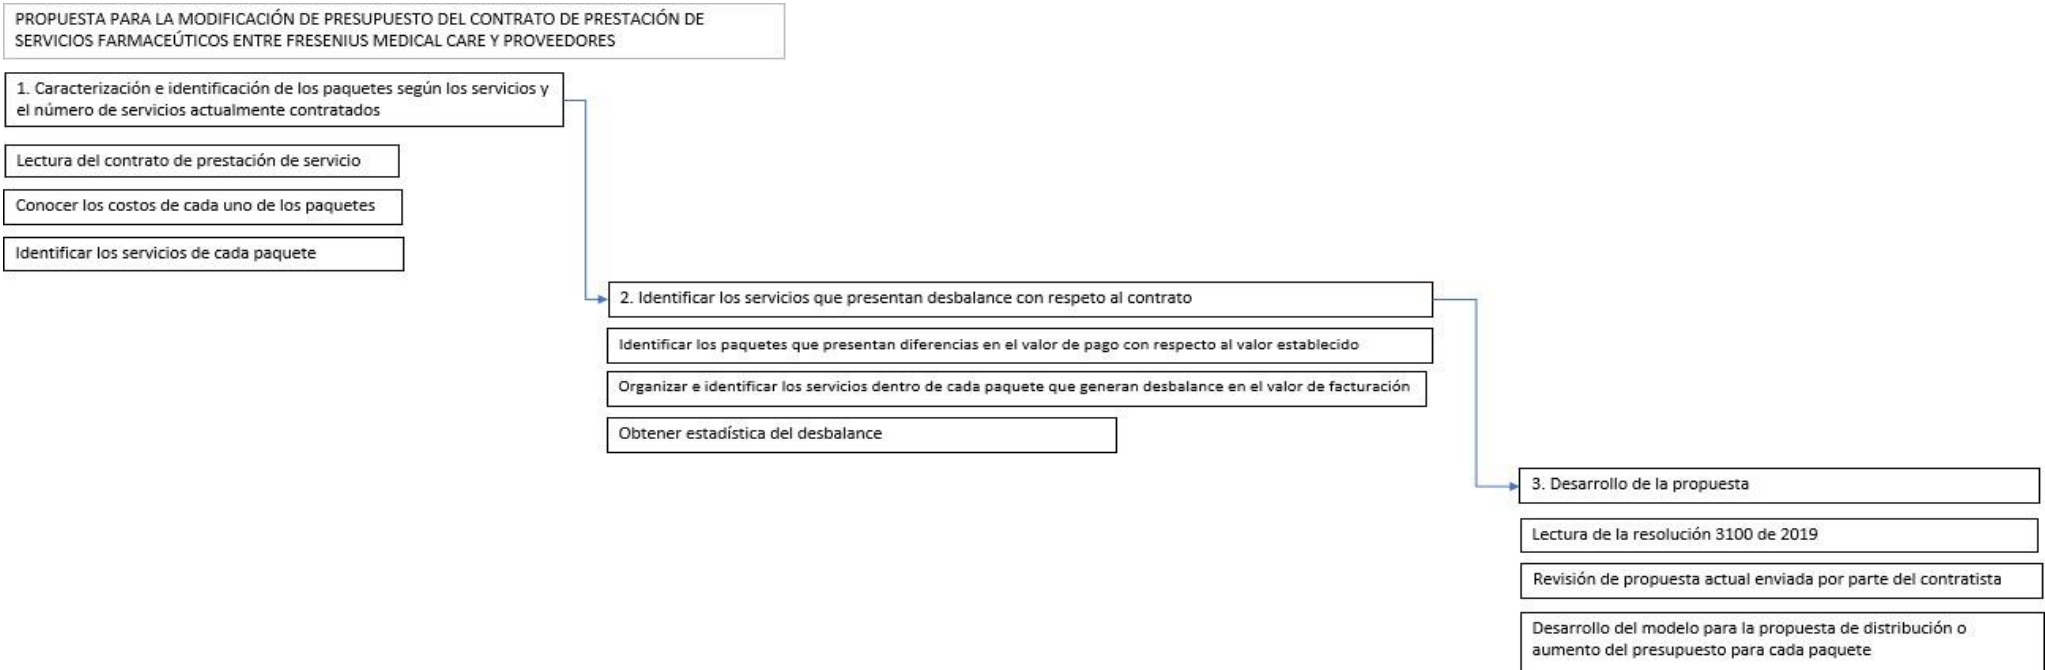 PROPUESTA PARA LA MODIFICACIÓN DE PRESUPUESTO DEL CONTRATO DE PRESTACIÓN DE
SERVICIOS FARMACEÚTICOS ENTRE FRESENIUS MEDICAL CARE Y PROVEEDORES
1. Caracterización e identificación de los paquetes según los servicios y
el número de servicios actualmente contratados
Lectura del contrato de prestación de servicio
Conocer los costos de cada uno de los paquetes
Identificar los servicios de cada paquete
2. Identificar los servicios que presentan desbalance con respeto al contrato
Identificar los paquetes que presentan diferencias en el valor de pago con respecto al valor establecido
Organizar e identificar los servicios dentro de cada paquete que generan desbalance en el valor de facturación
Obtener estadística del desbalance
3. Desarrollo de la propuesta
Lectura de la resolución 3100 de 2019
Revisión de propuesta actual enviada por parte del contratista
Desarrollo del modelo para la propuesta de distribución o
aumento del presupuesto para cada paquete